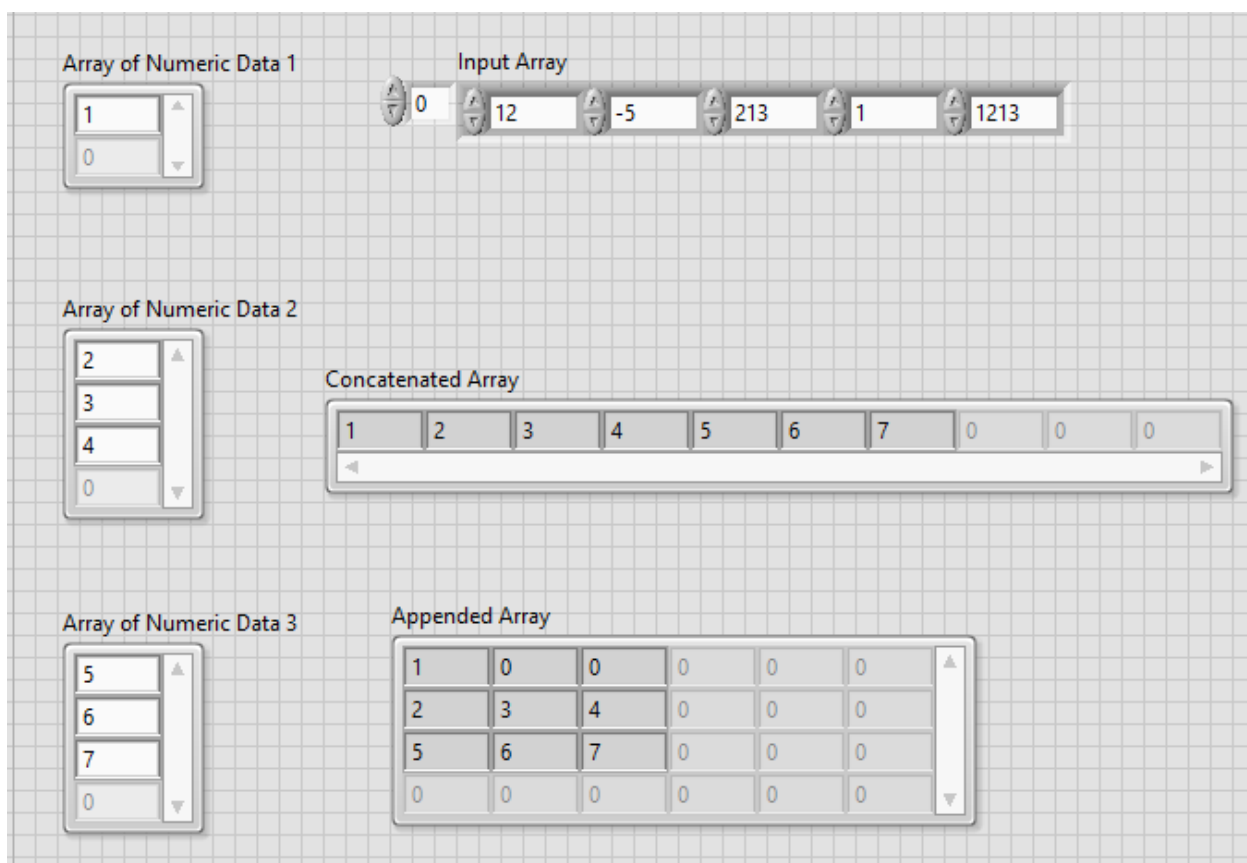 Array of Numeric Data 1
1
0
Input Array
0 12 -5 213 1 1213
Array of Numeric Data 2
2
3
4
0
Concatenated Array
1 2 3 4 5 6 7 0 0 0
Array of Numeric Data 3
5
6
7
0
Appended Array
1 0 0 0 0 0
2 3 4 0 0 0
5 6 7 0 0 0
0 0 0 0 0 0